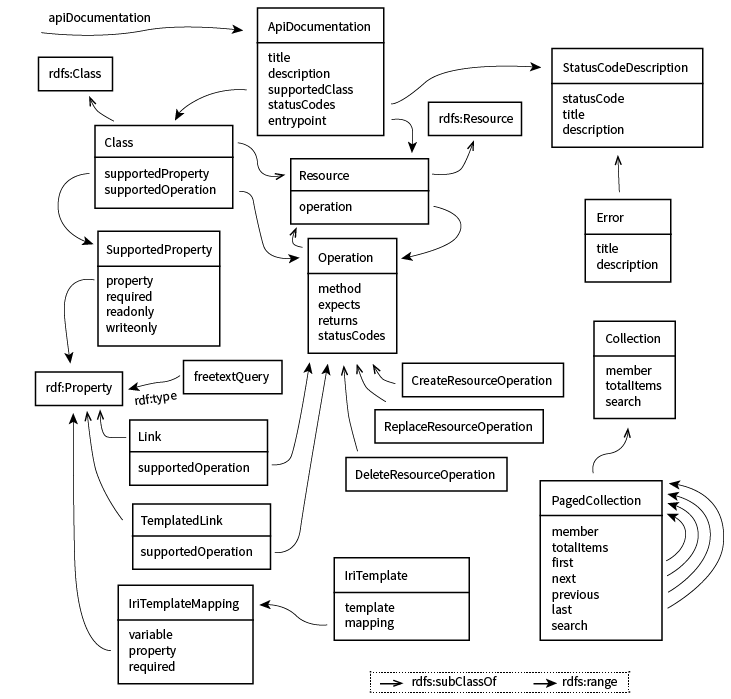 apiDocumentation
ApiDocumentation
title
description
supportedClass
statusCodes
entrypoint
rdfs:Class
StatusCodeDescription
statusCode
title
description
rdfs:Resource
Class
supportedProperty
supportedOperation
Resource
operation
Error
title
description
SupportedProperty
property
required
readonly
writeonly
Operation
method
expects
returns
statusCodes
Collection
member
totalItems
search
rdf:Property
freetextQuery
rdf:type
CreateResourceOperation
ReplaceResourceOperation
DeleteResourceOperation
Link
supportedOperation
TemplatedLink
supportedOperation
PagedCollection
member
totalItems
first
next
previous
last
search
IriTemplate
template
mapping
IriTemplateMapping
variable
property
required
rdfs:subClassOf
rdfs:range